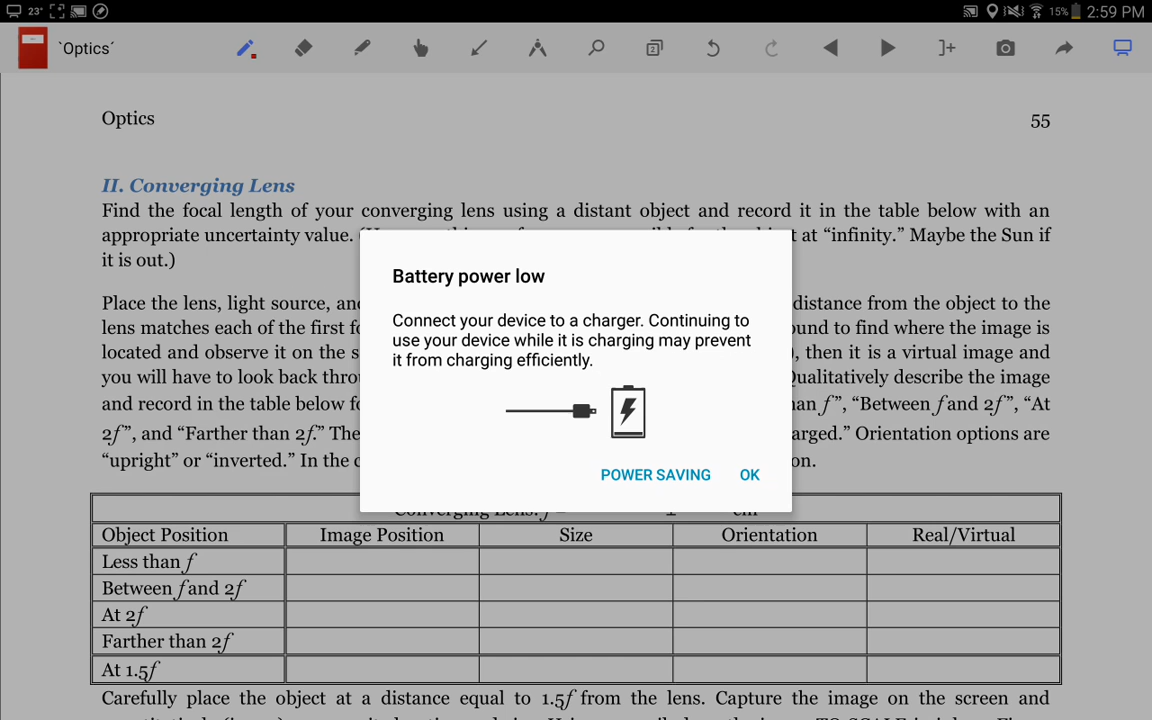 23°
15% 2:59 PM
`Optics´
2
Optics 55
II. Converging Lens
Find the focal length of your converging lens using a distant object and record it in the table below with an
appropriate uncertainty value. “infinity.” Maybe the Sun if
it is out.)
Place the lens, light source, distance from the object to the
lens matches each of the first to find where the image is
located and observe it on the , then it is a virtual image and
you will have to look back Qualitatively describe the image
and record in the table below f”, “Between f and 2f”, “At
2f”, and “Farther than 2f.” Orientation options are
“upright” or “inverted.” In the
Battery power low
Connect your device to a charger. Continuing to
use your device while it is charging may prevent
it from charging efficiently.
POWER SAVING OK
Object Position Image Position Size Orientation Real/Virtual
Less than f
Between f and 2f
At 2f
Farther than 2f
At 1.5f
Carefully place the object at a distance equal to 1.5f from the lens. Capture the image on the screen and